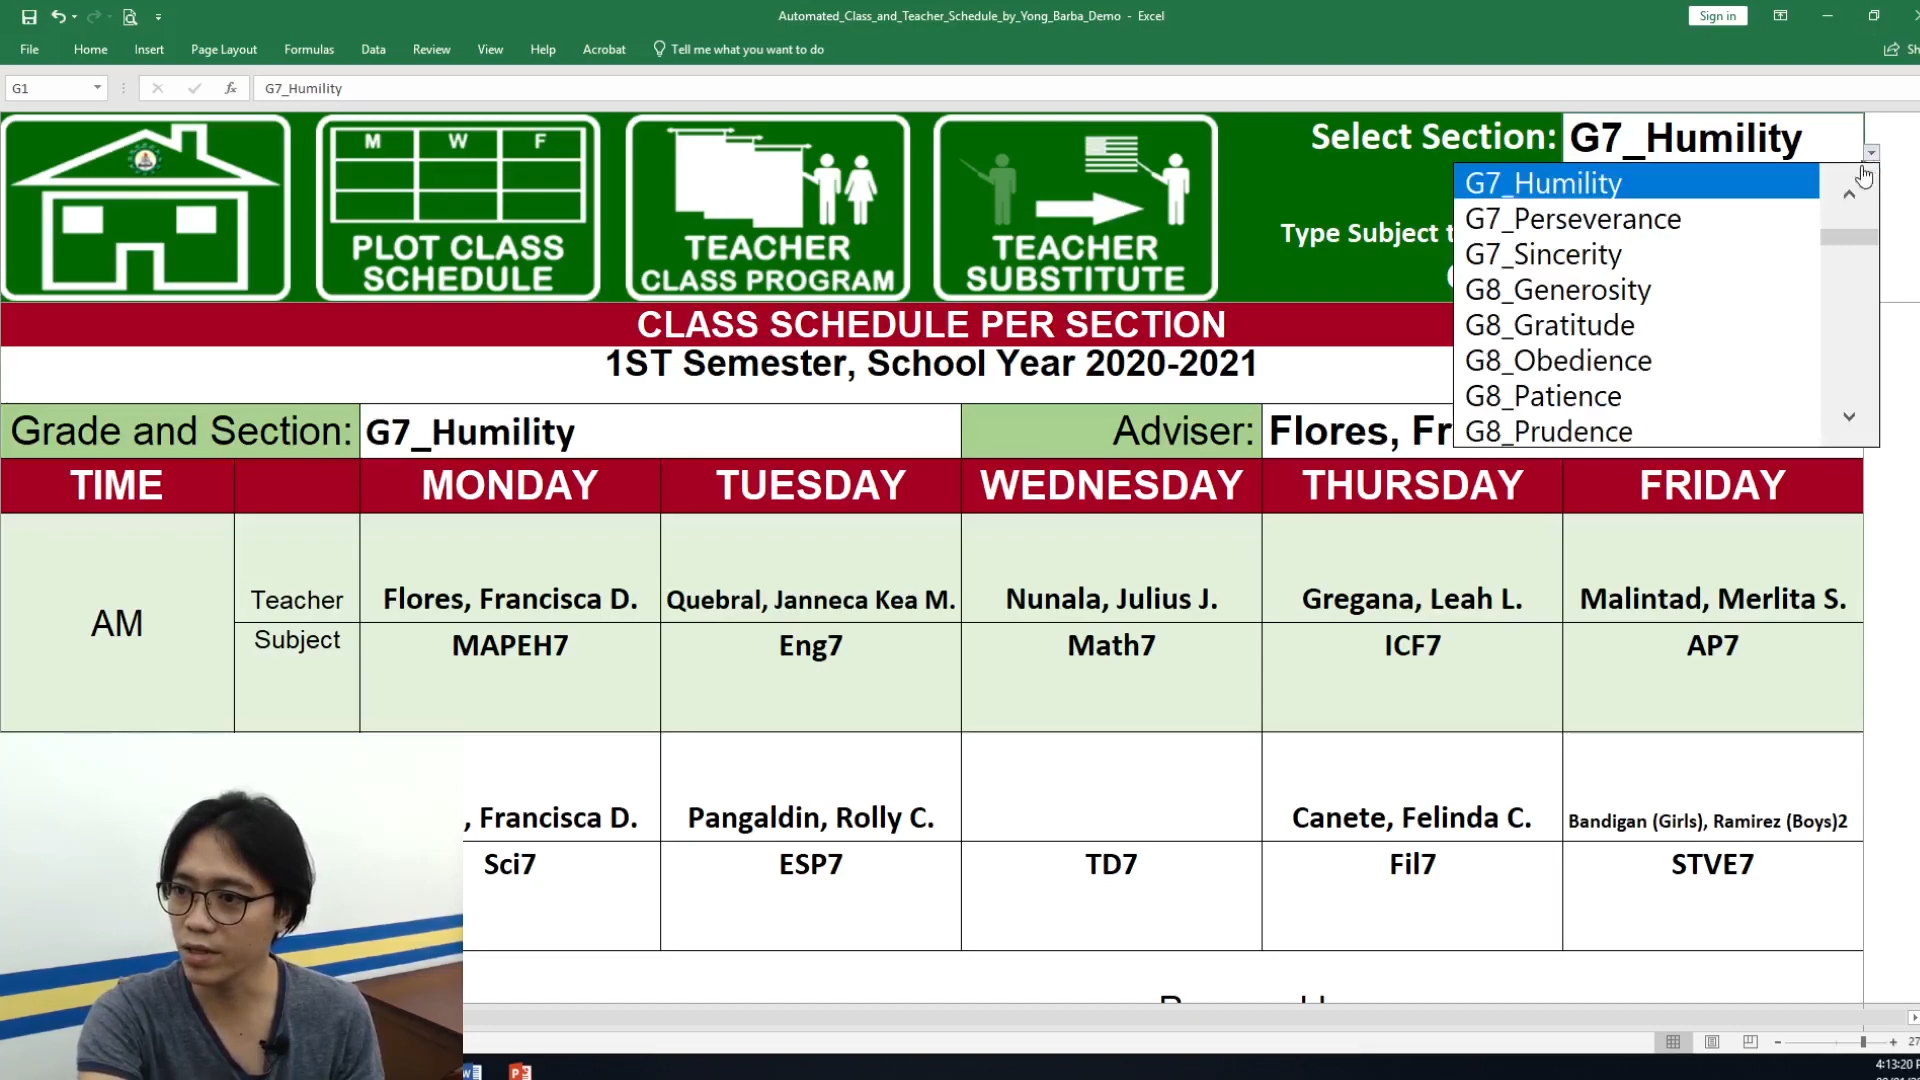 Automated_Class_and_Teacher_Schedule_by_Yong_Barba_Demo - Excel
Sign in
File Home Insert Page Layout Formulas Data Review View Help Acrobat Tell me what you want to do
G1 fx G7_Humility
M W F
PLOT CLASS SCHEDULE
TEACHER CLASS PROGRAM
TEACHER SUBSTITUTE
Select Section: G7_Humility
Type Subject
G7_Humility
G7_Perseverance
G7_Sincerity
G8_Generosity
G8_Gratitude
G8_Obedience
G8_Patience
G8_Prudence
CLASS SCHEDULE PER SECTION
1ST Semester, School Year 2020-2021
Grade and Section: G7_Humility Adviser: Flores, Fr
TIME MONDAY TUESDAY WEDNESDAY THURSDAY FRIDAY
AM
Teacher Flores, Francisca D. Quebral, Janneca Kea M. Nunala, Julius J. Gregana, Leah L. Malintad, Merlita S.
Subject MAPEH7 Eng7 Math7 ICF7 AP7
, Francisca D. Pangaldin, Rolly C. Canete, Felinda C. Bandigan (Girls), Ramirez (Boys)2
Sci7 ESP7 TD7 Fil7 STVE7
27
4:13:20